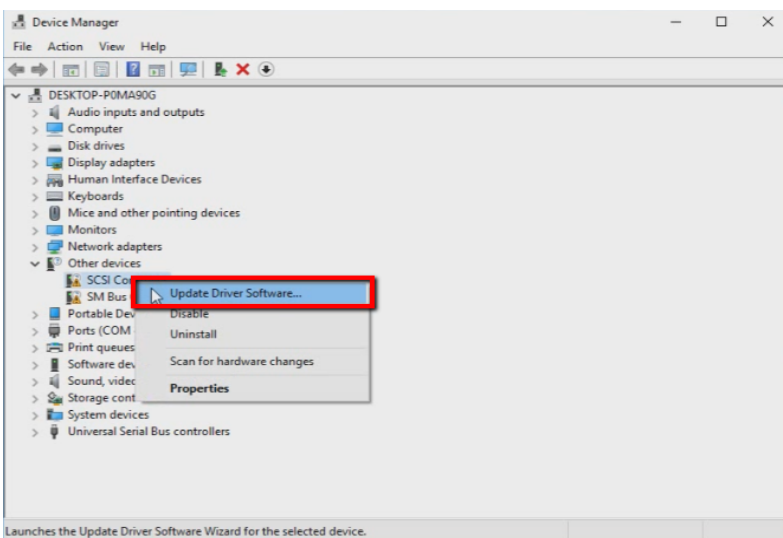 Device Manager
File Action View Help
DESKTOP-P0MA90G
Audio inputs and outputs
Computer
Disk drives
Display adapters
Human Interface Devices
Keyboards
Mice and other pointing devices
Monitors
Network adapters
Other devices
SCSI Co
SM Bus
Update Driver Software...
Portable Dev
Disable
Ports (COM
Uninstall
Print queues
Software dev
Scan for hardware changes
Sound, videc
Properties
Storage cont
System devices
Universal Serial Bus controllers
Launches the Update Driver Software Wizard for the selected device.